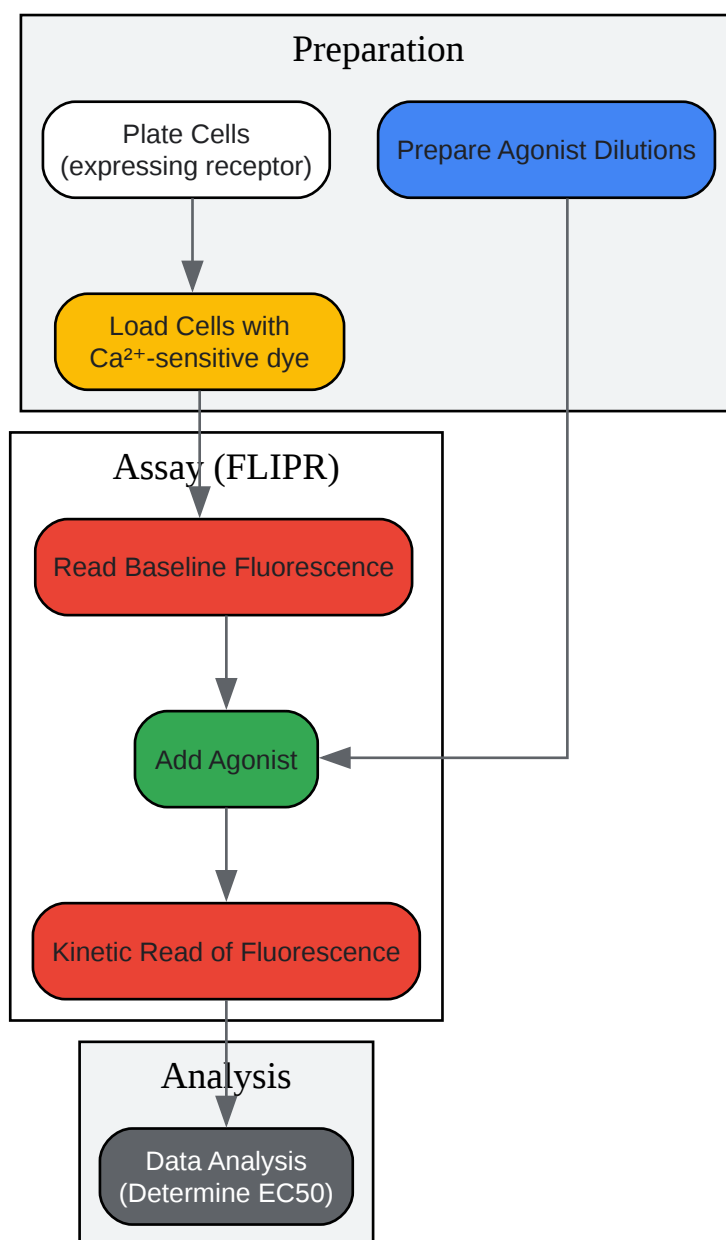 Preparation
Plate Cells
(expressing receptor)
Prepare Agonist Dilutions
Load Cells with
Ca²⁺-sensitive dye
Assay (FLIPR)
Read Baseline Fluorescence
Add Agonist
Kinetic Read of Fluorescence
Analysis
Data Analysis
(Determine EC50)